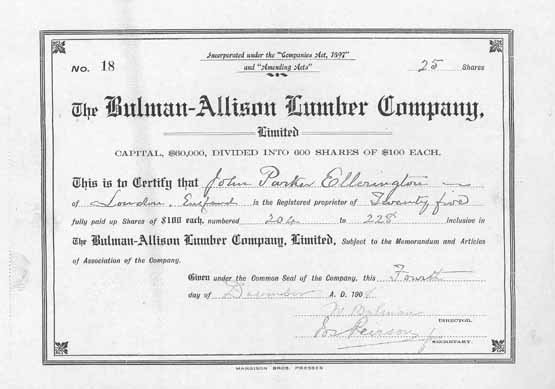 Incorporated under the "Companies Act, 1897"
and "Amending Acts"
No. 18 25 Shares
The Bulman-Allison Lumber Company,
Limited
CAPITAL, $60,000, DIVIDED INTO 600 SHARES OF $100 EACH.
This is to Certify that John Parker Ellerington
of London, England is the Registered proprietor of Twenty five
fully paid up Shares of $100 each, numbered 204 to 228 inclusive in
The Bulman-Allison Lumber Company, Limited, Subject to the Memorandum and Articles
of Association of the Company.
Given under the Common Seal of the Company, this Fourth
day of December A. D. 190
Bulman
DIRECTOR.
Pearson
SECRETARY.
MARGISON BROS. PRESSES